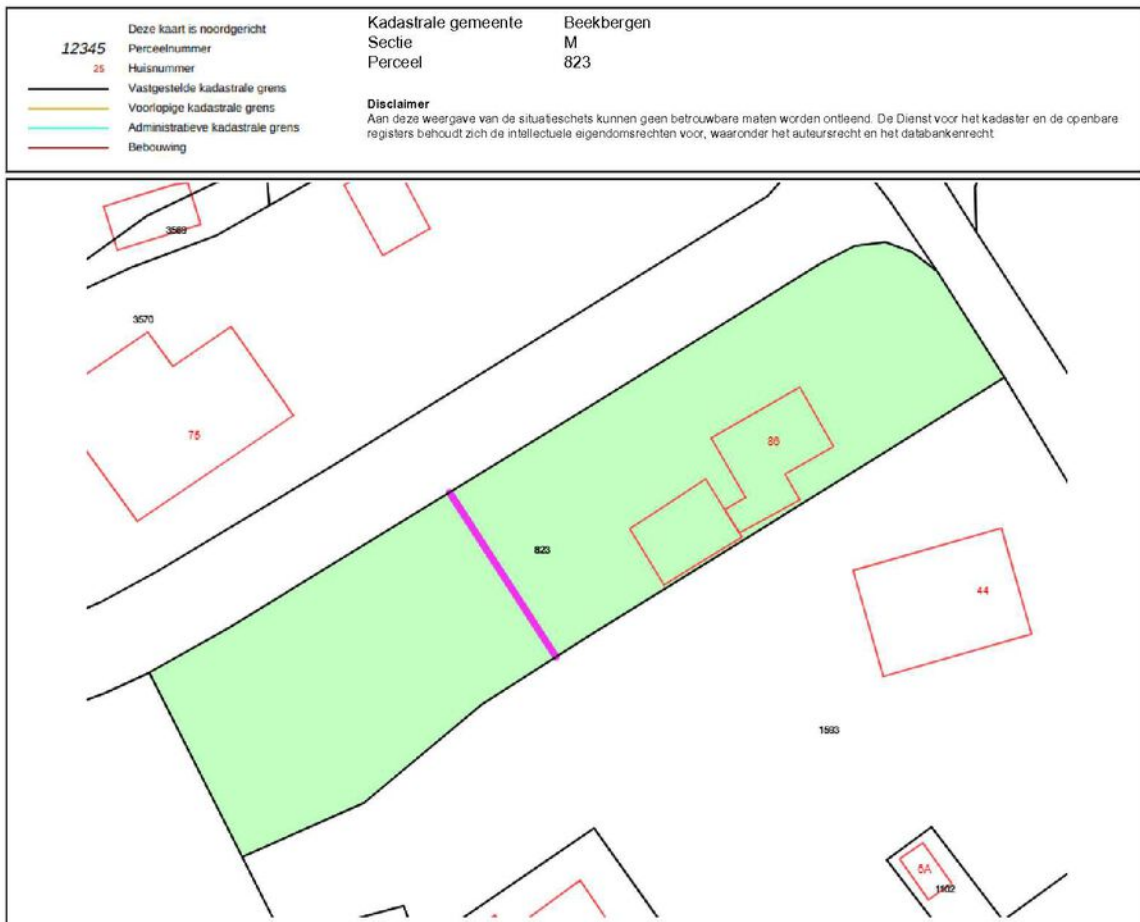 Deze kaart is noordgericht
12345 Perceelnummer
25 Huisnummer
Vastgestelde kadastrale grens
Voorlopige kadastrale grens
Administratieve kadastrale grens
Bebouwing
Kadastrale gemeente Beekbergen
Sectie M
Perceel 823
Disclaimer
Aan deze weergave van de situatieschets kunnen geen betrouwbare maten worden ontleend. De Dienst voor het kadaster en de openbare
registers behoudt zich de intellectuele eigendomsrechten voor, waaronder het auteursrecht en het databankenrecht
3569
3570
75
86
823
44
1593
6A
1102